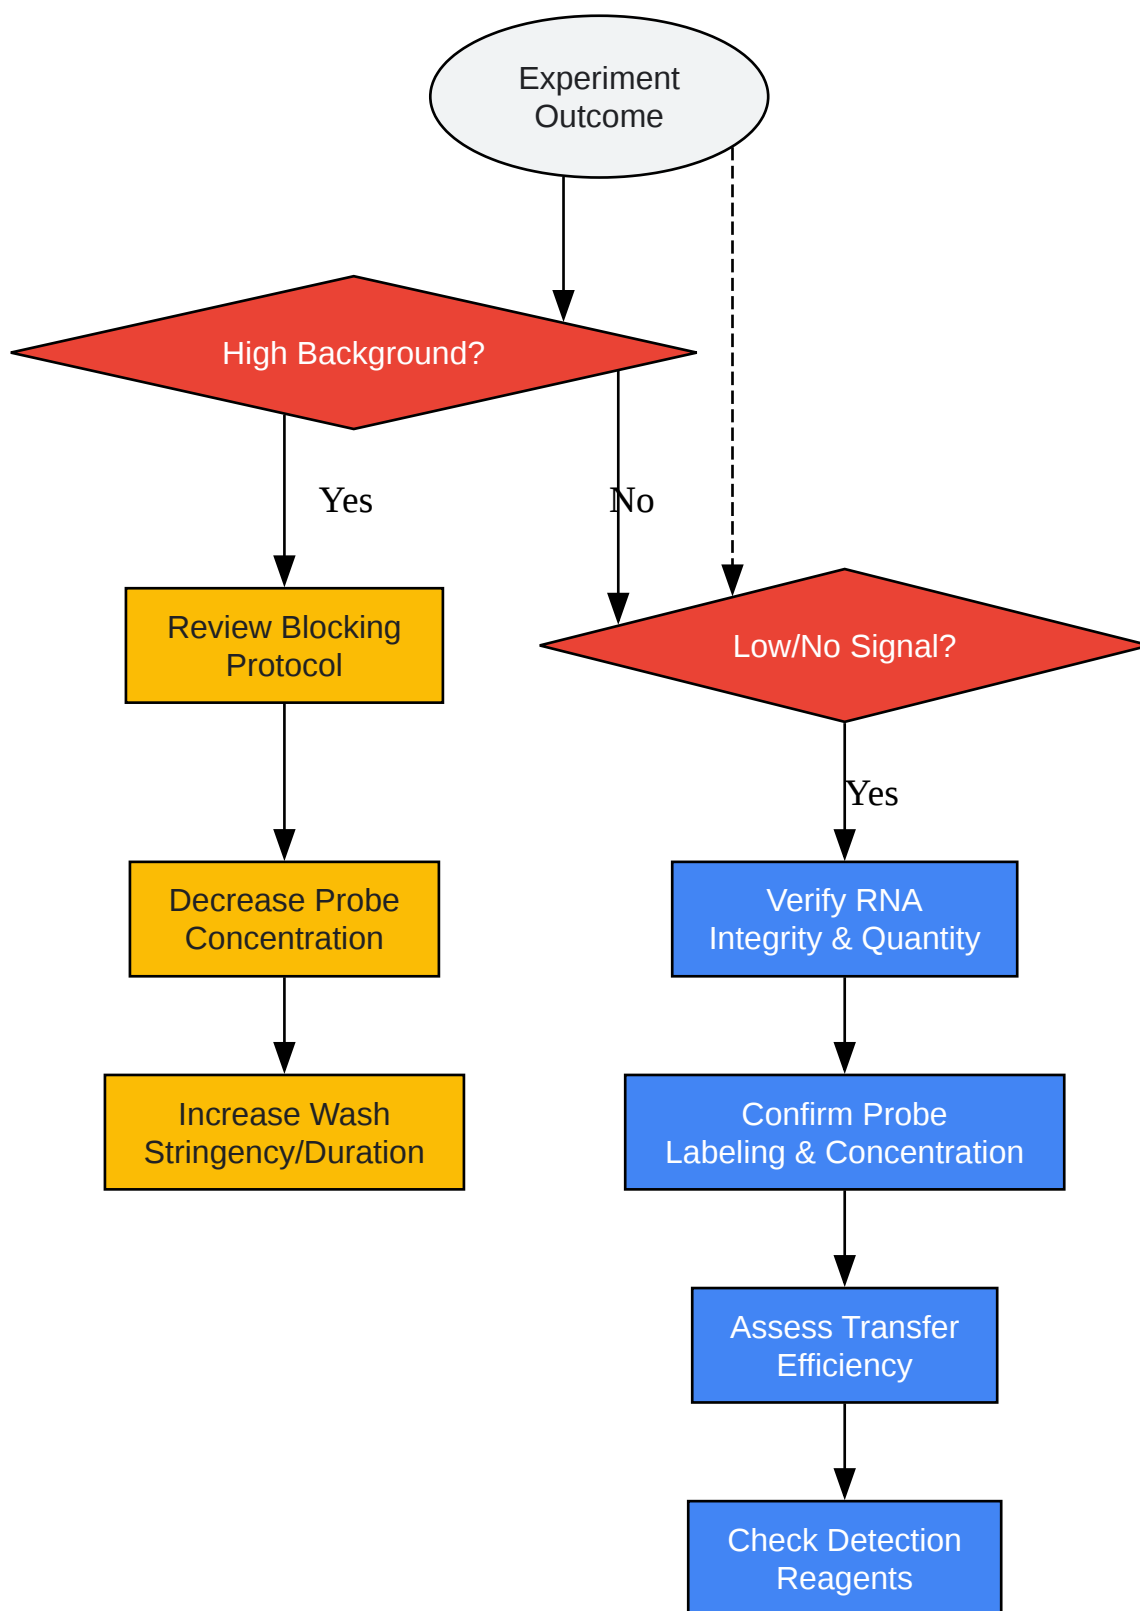 Experiment
Outcome
High Background?
Yes
No
Review Blocking
Protocol
Low/No Signal?
Yes
Decrease Probe
Concentration
Verify RNA
Integrity & Quantity
Increase Wash
Stringency/Duration
Confirm Probe
Labeling & Concentration
Assess Transfer
Efficiency
Check Detection
Reagents